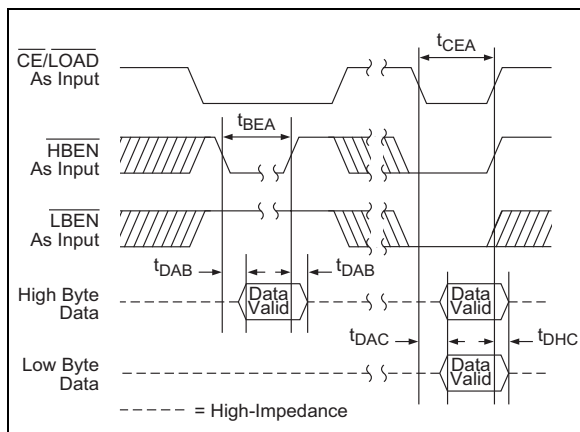 CE/LOAD
As Input
tCEA
tBEA
HBEN
As Input
LBEN
As Input
tDAB
tDAB
High Byte
Data
Data
Valid
Data
Valid
tDAC
tDHC
Low Byte
Data
Data
Valid
= High-Impedance